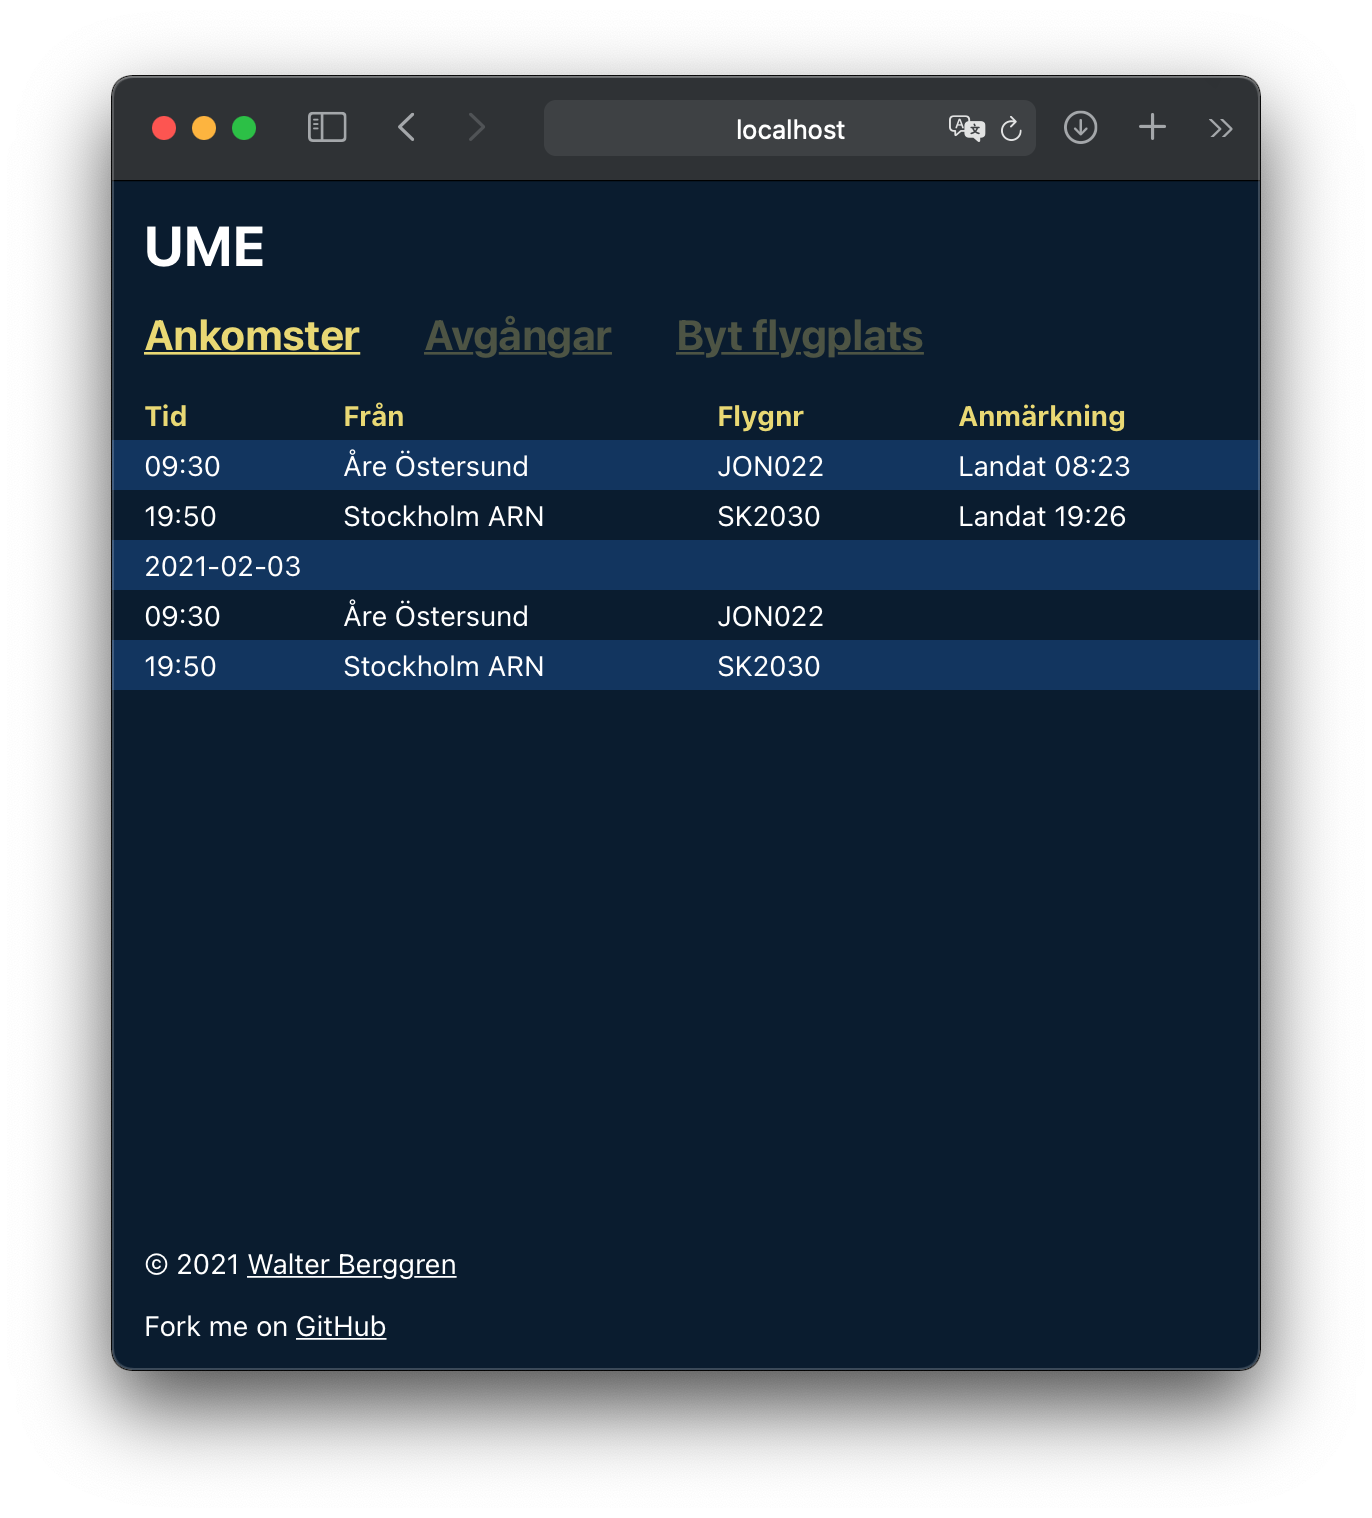 localhost
UME
Ankomster Avgångar Byt flygplats
Tid Från Flygnr Anmärkning
09:30 Åre Östersund JON022 Landat 08:23
19:50 Stockholm ARN SK2030 Landat 19:26
2021-02-03
09:30 Åre Östersund JON022
19:50 Stockholm ARN SK2030
© 2021 Walter Berggren
Fork me on GitHub